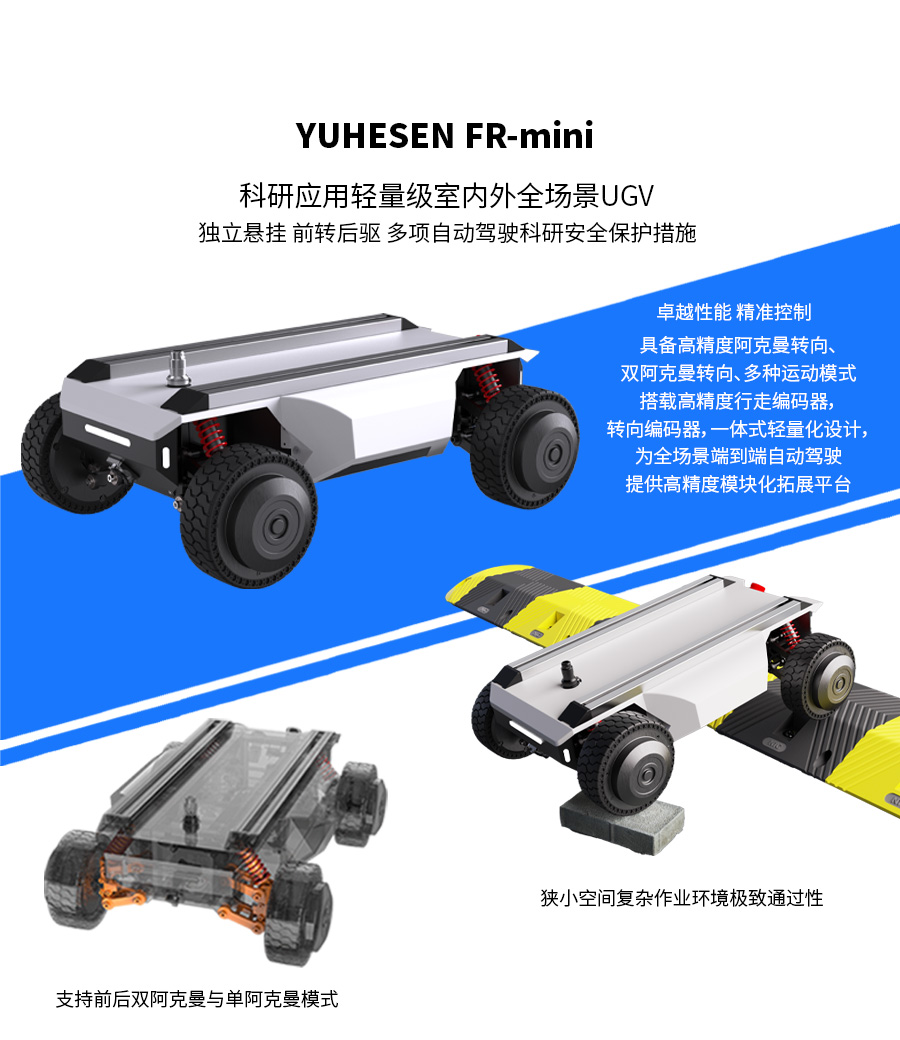 YUHESEN FR-mini
科研应用轻量级室内外全场景UGV
独立悬挂 前转后驱 多项自动驾驶科研安全保护措施
卓越性能 精准控制
具备高精度阿克曼转向、
双阿克曼转向、多种运动模式
搭载高精度行走编码器，
转向编码器，一体式轻量化设计，
为全场景端到端自动驾驶
提供高精度模块化拓展平台
狭小空间复杂作业环境极致通过性
支持前后双阿克曼与单阿克曼模式